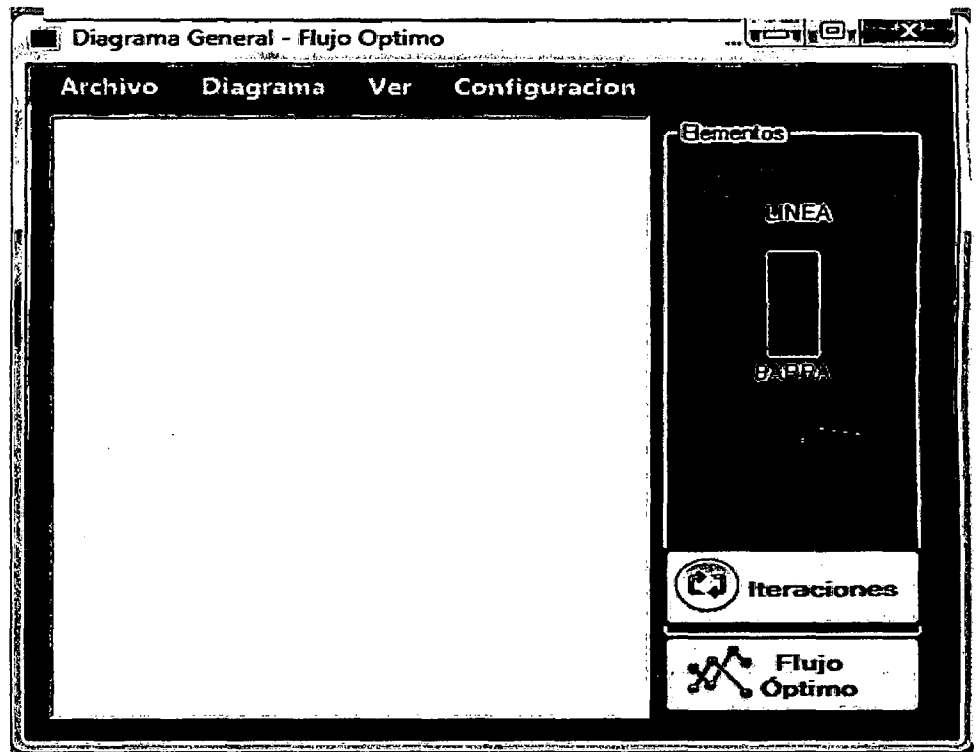 Diagrama General - Flujo Optimo
Archivo Diagrama Ver Configuracion
Elementos
LINEA
BARRA
Iteraciones
Flujo
Óptimo